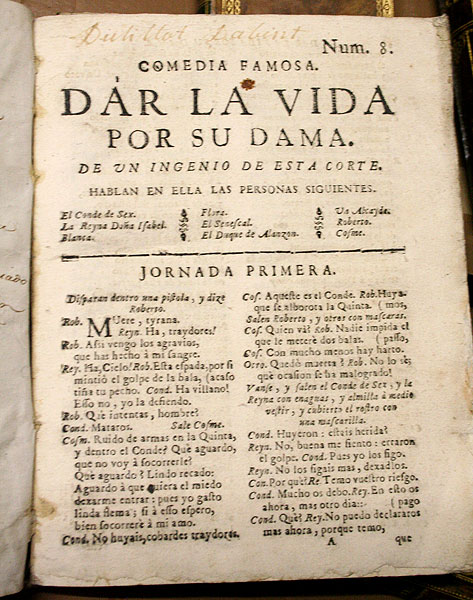 Num. 8.
COMEDIA FAMOSA.
DAR LA VIDA
POR SU DAMA.
DE UN INGENIO DE ESTA CORTE.
HABLAN EN ELLA LAS PERSONAS SIGUIENTES.
El Conde de Sex.
La Reyna Doña Isabel.
Blanca.
Flora.
El Senescal.
El Duque de Alanzon.
Un Alcayde.
Roberto.
Cosme.
JORNADA PRIMERA.
Disparan dentro una pistola, y dize
Roberto.
Rob. MUere, tyrana.
Reyn. Ha, traydores!
Rob. Assi vengo los agravios,
que has hecho à mi sangre.
Rey. Ha, Cielo! Rob. Esta espada, por si
mintiò el golpe de la bala, (acaso
tiña tu pecho. Cond. Ha villano!
Esso no, yo la defiendo.
Rob. Què intentas, hombre?
Cond. Mataros. Sale Cosme.
Cosm. Ruido de armas en la Quinta,
y dentro el Conde? Què aguardo,
que no voy à socorrerle?
Què aguardo? Lindo recado:
Aguardo à que quiera el miedo
dexarme entrar: pues yo gasto
linda flema; si à esso espero,
bien socorrerè à mi amo.
Cond. No huyais, cobardes traydores.
Cos. Aqueste es el Conde. Rob. Huya-
que se alborota la Quinta. (mos,
Salen Roberto, y otros con mascaras.
Cos. Quien và? Rob. Nadie impida el
que le meterè dos balas. (passo,
Cos. Con mucho menos hay harto.
Otro. Quedò muerta? Rob. No lo sè;
què ocasion se ha malogrado!
Vanse, y salen el Conde de Sex, y la
Reyna con enaguas, y almilla à medio
vestir, y cubierto el rostro con
una mascarilla.
Cond. Huyeron: estais herida?
Reyn. No, buena me siento: erraron
el golpe. Cond. Pues yo los sigo.
Reyn. No los sigais mas, dexadlos.
Con. Por què? Re. Temo vuestro riesgo.
Cond. Mucho os debo. Rey. En esto os
ahora, mas otro dia:: (pago
Cond. Què? Rey. No puedo declararos
mas ahora, porque temo,
A
que